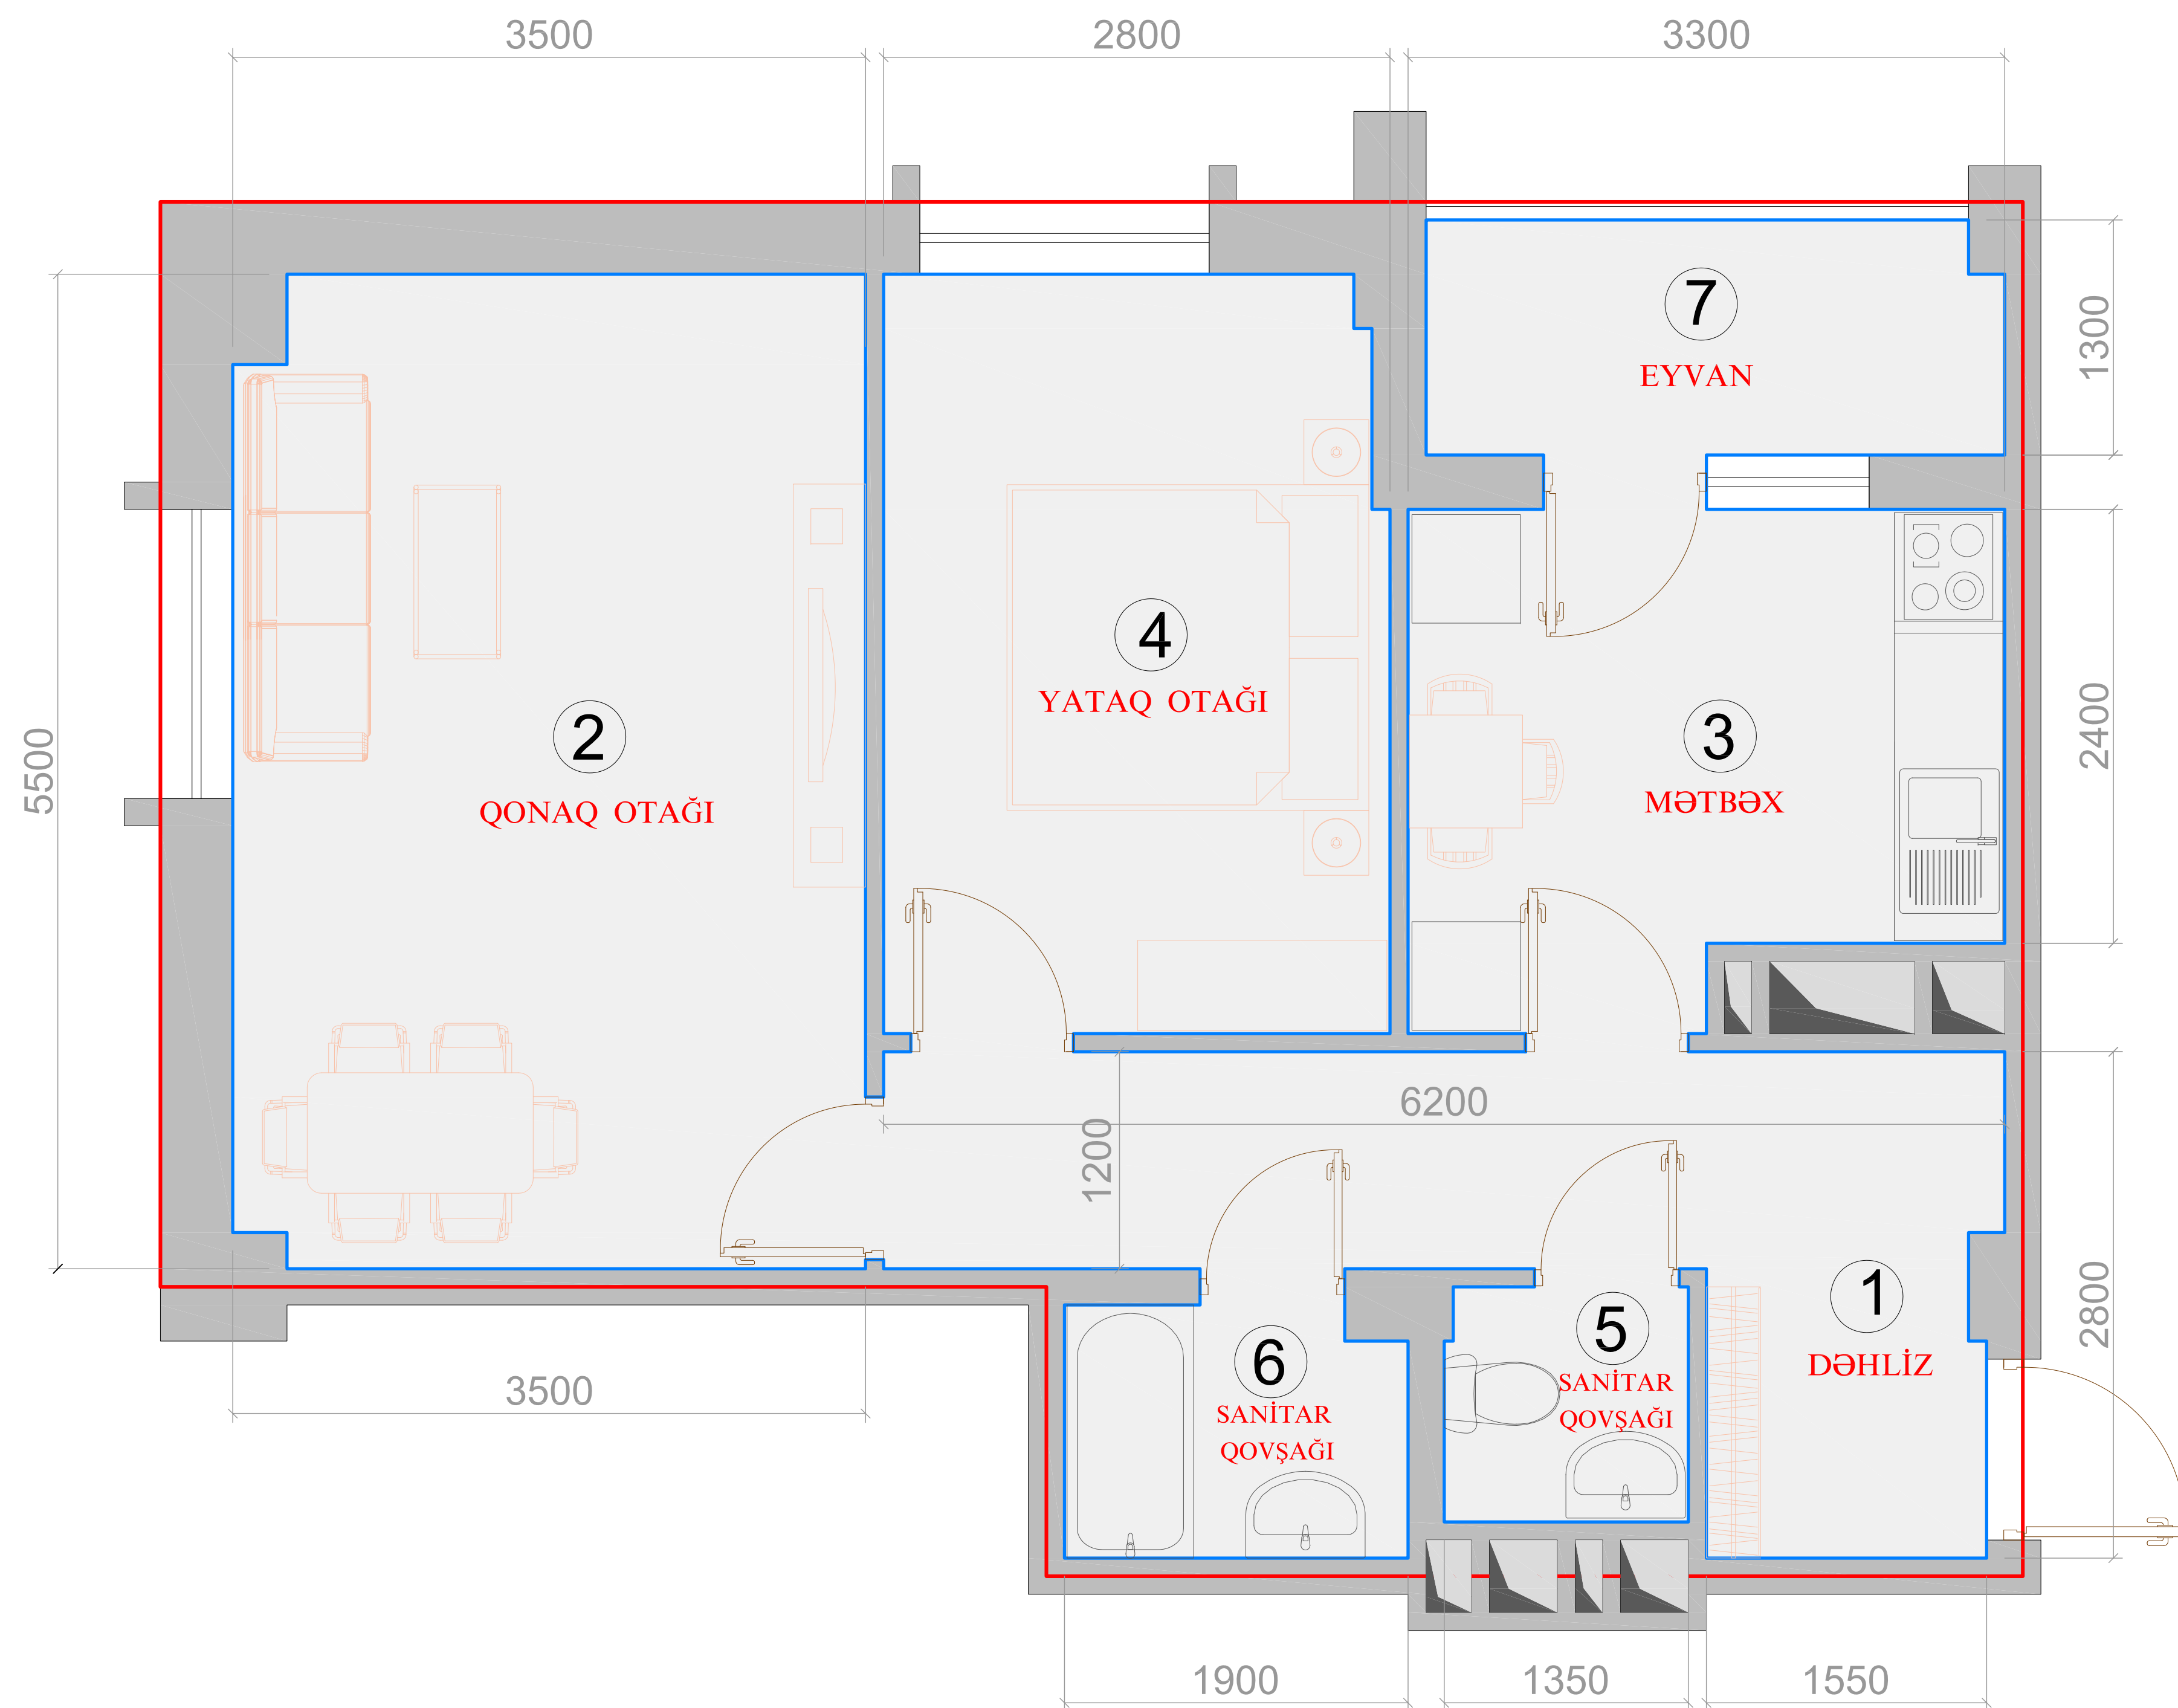 3500
2800
3300
7
EYVAN
1300
4
YATAQ OTAĞI
2
QONAQ OTAĞI
3
MƏTBƏX
2400
5500
6200
1200
1
DƏHLİZ
2800
5
SANİTAR
QOVŞAĞI
6
SANİTAR
QOVŞAĞI
3500
1900
1350
1550